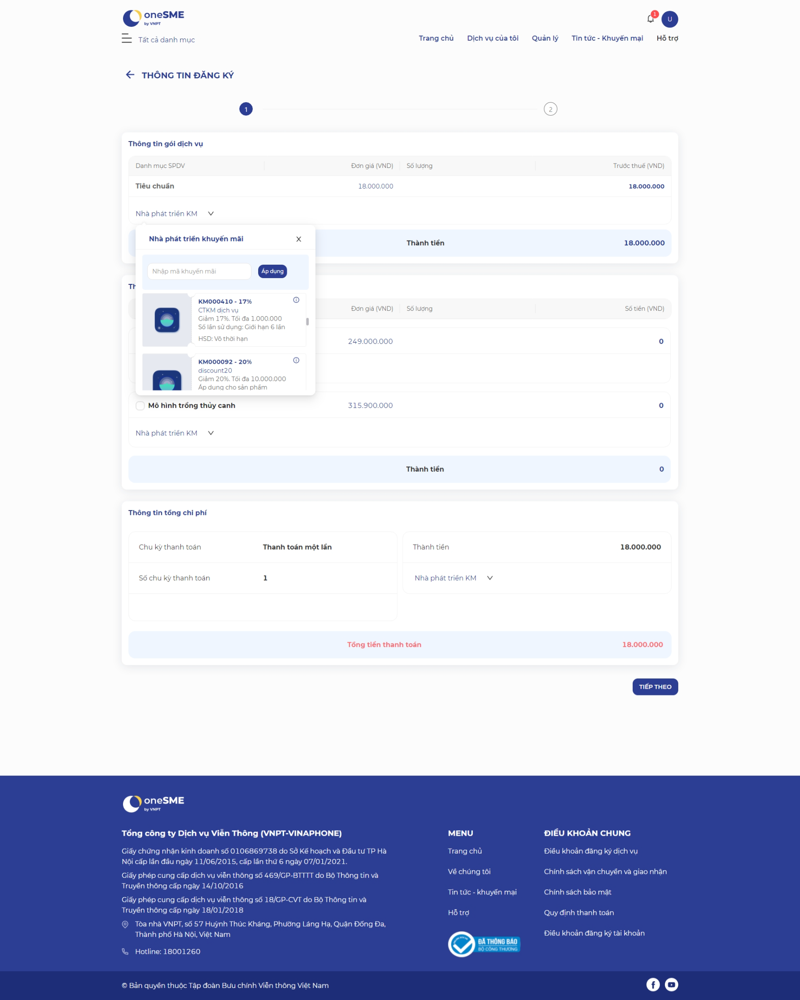 oneSME
by VNPT
1
U
Tất cả danh mục
Trang chủ
Dịch vụ của tôi
Quản lý
Tin tức - Khuyến mại
Hỗ trợ
THÔNG TIN ĐĂNG KÝ
1
2
Thông tin gói dịch vụ
Danh mục SPDV
Đơn giá (VND)
Số lượng
Trước thuế (VND)
Tiêu chuẩn
18.000.000
18.000.000
Nhà phát triển KM
Thành tiền
18.000.000
Nhà phát triển khuyến mãi
X
Nhập mã khuyến mãi
Áp dụng
KM000410 - 17%
CTKM dịch vụ
Giảm 17%. Tối đa 1.000.000
Số lần sử dụng: Giới hạn 6 lần
HSD: Vô thời hạn
KM000092 - 20%
discount20
Giảm 20%. Tối đa 10.000.000
Áp dụng cho sản phẩm
Đơn giá (VND)
Số lượng
Số tiền (VND)
249.000.000
0
Mô hình trồng thủy canh
315.900.000
0
Nhà phát triển KM
Thành tiền
0
Thông tin tổng chi phí
Chu kỳ thanh toán
Thanh toán một lần
Số chu kỳ thanh toán
1
Thành tiền
18.000.000
Nhà phát triển KM
Tổng tiền thanh toán
18.000.000
TIẾP THEO
oneSME
by VNPT
Tổng công ty Dịch vụ Viễn Thông (VNPT-VINAPHONE)
Giấy chứng nhận kinh doanh số 0106869738 do Sở Kế hoạch và Đầu tư TP Hà
Nội cấp lần đầu ngày 11/06/2015, cấp lần thứ 6 ngày 07/01/2021.
Giấy phép cung cấp dịch vụ viễn thông số 469/GP-BTTTT do Bộ Thông tin và
Truyền thông cấp ngày 14/10/2016
Giấy phép cung cấp dịch vụ viễn thông số 18/GP-CVT do Bộ Thông tin và
Truyền thông cấp ngày 18/01/2018
Tòa nhà VNPT, số 57 Huỳnh Thúc Kháng, Phường Láng Hạ, Quận Đống Đa,
Thành phố Hà Nội, Việt Nam
Hotline: 18001260
MENU
Trang chủ
Về chúng tôi
Tin tức - khuyến mại
Hỗ trợ
ĐÃ THÔNG BÁO
BỘ CÔNG THƯƠNG
ĐIỀU KHOẢN CHUNG
Điều khoản đăng ký dịch vụ
Chính sách vận chuyển và giao nhận
Chính sách bảo mật
Quy định thanh toán
Điều khoản đăng ký tài khoản
© Bản quyền thuộc Tập đoàn Bưu chính Viễn thông Việt Nam